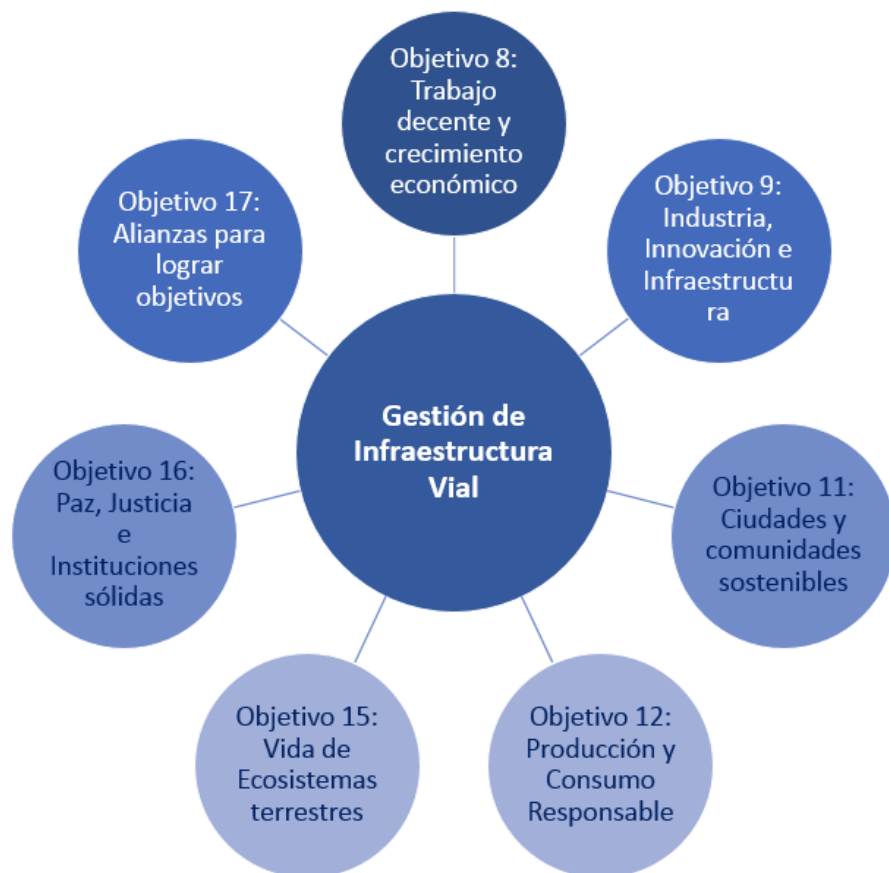 Objetivo 8:
Trabajo
decente y
crecimiento
económico
Objetivo 9:
Industria,
Innovación e
Infraestructu
ra
Objetivo 11:
Ciudades y
comunidades
sostenibles
Objetivo 12:
Producción y
Consumo
Responsable
Objetivo 15:
Vida de
Ecosistemas
terrestres
Objetivo 16:
Paz, Justicia
e
Instituciones
sólidas
Objetivo 17:
Alianzas para
lograr
objetivos
Gestión de
Infraestructura
Vial